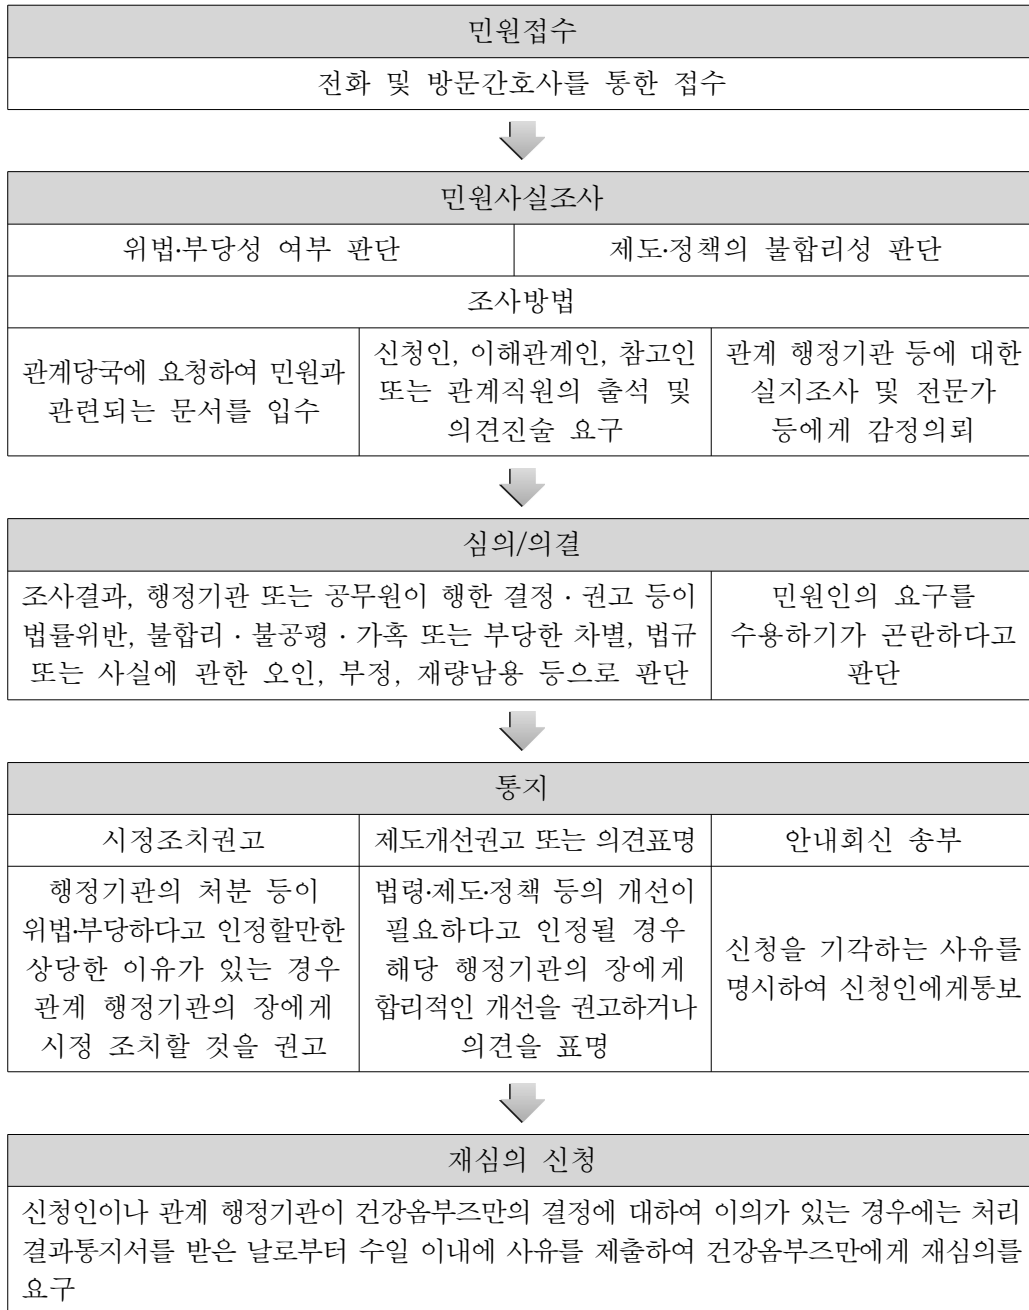 민원접수
전화 및 방문간호사를 통한 접수
민원사실조사
위법·부당성 여부 판단
제도·정책의 불합리성 판단
조사방법
관계당국에 요청하여 민원과
관련되는 문서를 입수
신청인, 이해관계인, 참고인
또는 관계직원의 출석 및
의견진술 요구
관계 행정기관 등에 대한
실지조사 및 전문가
등에게 감정의뢰
심의/의결
조사결과, 행정기관 또는 공무원이 행한 결정 · 권고 등이
법률위반, 불합리 · 불공평 · 가혹 또는 부당한 차별, 법규
또는 사실에 관한 오인, 부정, 재량남용 등으로 판단
민원인의 요구를
수용하기가 곤란하다고
판단
통지
시정조치권고
제도개선권고 또는 의견표명
안내회신 송부
행정기관의 처분 등이
위법·부당하다고 인정할만한
상당한 이유가 있는 경우
관계 행정기관의 장에게
시정 조치할 것을 권고
법령·제도·정책 등의 개선이
필요하다고 인정될 경우
해당 행정기관의 장에게
합리적인 개선을 권고하거나
의견을 표명
신청을 기각하는 사유를
명시하여 신청인에게통보
재심의 신청
신청인이나 관계 행정기관이 건강옴부즈만의 결정에 대하여 이의가 있는 경우에는 처리
결과통지서를 받은 날로부터 수일 이내에 사유를 제출하여 건강옴부즈만에게 재심의를
요구